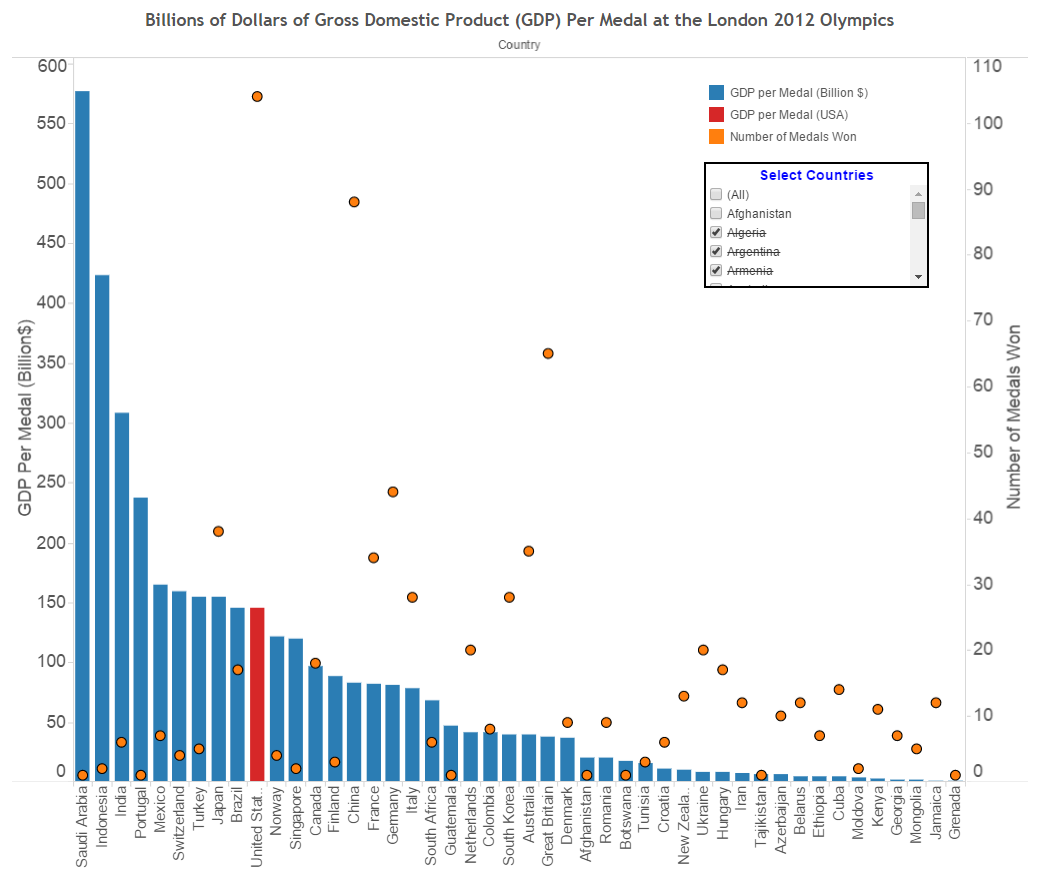 Billions of Dollars of Gross Domestic Product (GDP) Per Medal at the London 2012 Olympics
Country
GDP Per Medal (Billion$)
600
550
500
450
400
350
300
250
200
150
100
50
0
GDP per Medal (Billion $)
GDP per Medal (USA)
Number of Medals Won
Select Countries
(All)
Afghanistan
Algeria
Argentina
Armenia
110
100
90
80
70
60
50
40
30
20
10
0
Number of Medals Won
Saudi Arabia
Indonesia
India
Portugal
Mexico
Switzerland
Turkey
Japan
Brazil
United Stat..
Norway
Singapore
Canada
Finland
China
France
Germany
Italy
South Africa
Guatemala
Netherlands
Colombia
South Korea
Australia
Great Britain
Denmark
Afghanistan
Romania
Botswana
Tunisia
Croatia
New Zeala..
Ukraine
Hungary
Iran
Tajikistan
Azerbaijan
Belarus
Ethiopia
Cuba
Moldova
Kenya
Georgia
Mongolia
Jamaica
Grenada